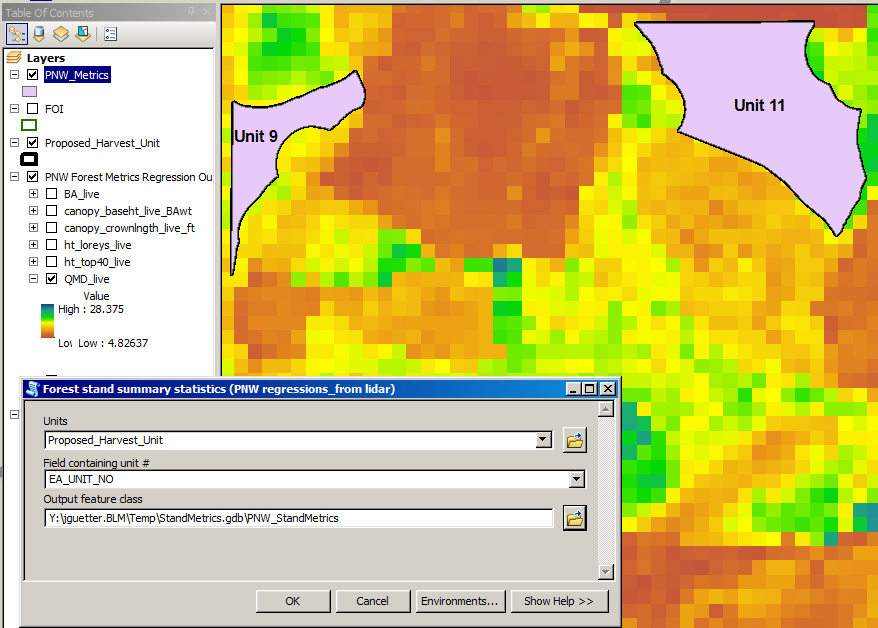 Table Of Contents
Layers
PNW_Metrics
FOI
Proposed_Harvest_Unit
PNW Forest Metrics Regression Ou
BA_live
canopy_baseht_live_BAwt
canopy_crownlngth_live_ft
ht_loreys_live
ht_top40_live
QMD_live
Value
High : 28.375
Low : 4.82637
Unit 9
Unit 11
Forest stand summary statistics (PNW regressions_from lidar)
Units
Proposed_Harvest_Unit
Field containing unit #
EA_UNIT_NO
Output feature class
Y:\jguetter.BLM\Temp\StandMetrics.gdb\PNW_StandMetrics
OK
Cancel
Environments...
Show Help >>